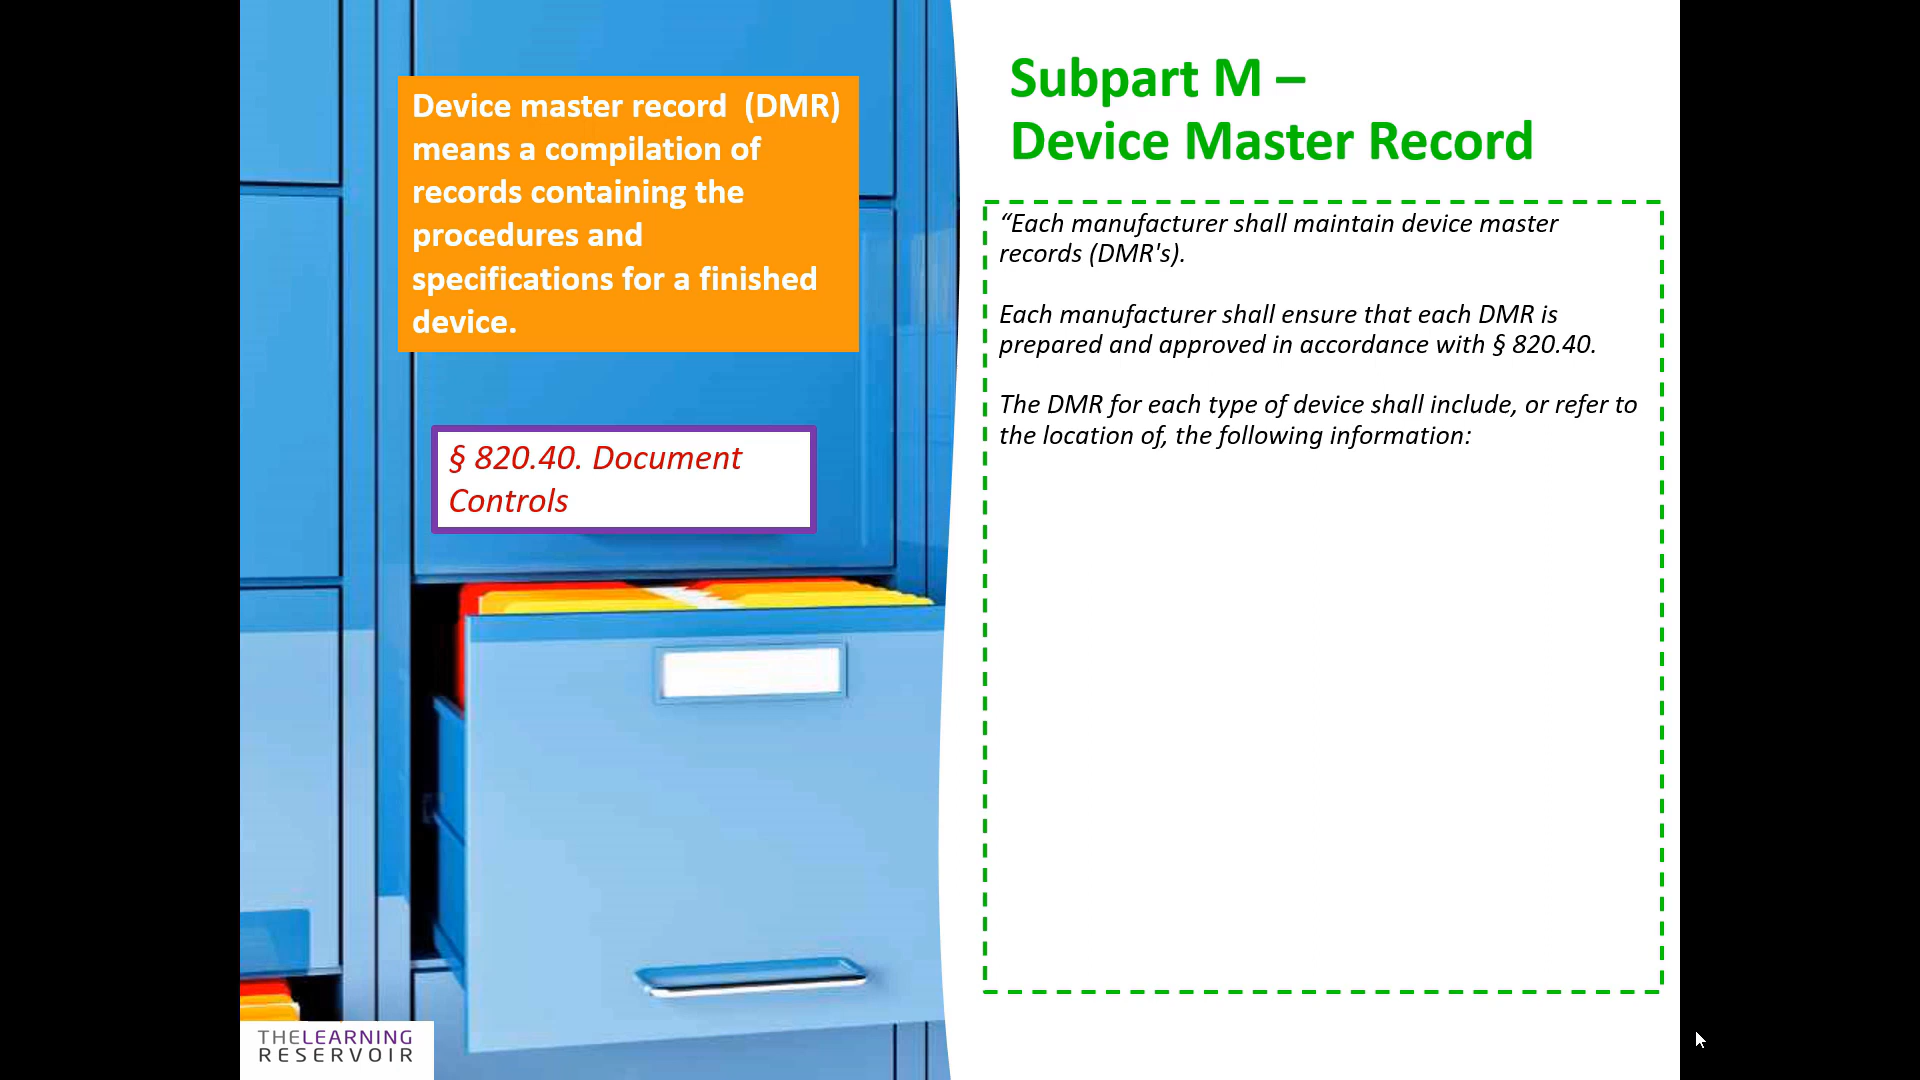 Device master record (DMR)
means a compilation of
records containing the
procedures and
specifications for a finished
device.
§ 820.40. Document
Controls
THELEARNING
RESERVOIR
Subpart M –
Device Master Record
“Each manufacturer shall maintain device master
records (DMR's).
Each manufacturer shall ensure that each DMR is
prepared and approved in accordance with § 820.40.
The DMR for each type of device shall include, or refer to
the location of, the following information: